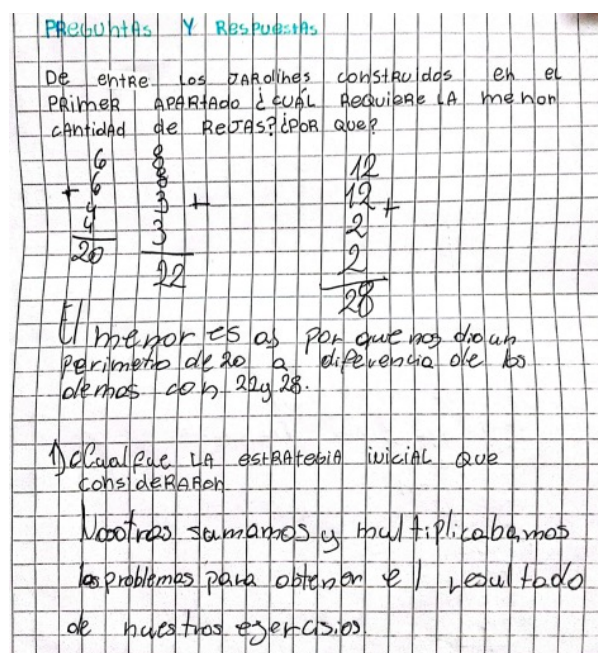 PREGUNTAS Y RESPUESTAS
DE ENTRE LOS JARDINES CONSTRUIDOS EN EL
PRIMER APARTADO ¿CUÁL REQUIERE LA MENOR
CANTIDAD DE REJAS? ¿POR QUE?
6 8 12
+ 6 8 12
4 3 + 2 +
4 3 2
20 22 28
El menor es a) por que nos dio un
perimetro de 20 a diferencia de los
demas con 22 y 28.
1) ¿Cual fue LA ESTRATEGIA INICIAL QUE
CONSIDERARON
Nosotras sumamos y multiplicabamos
los problemas para obtener el resultado
de nuestros ejercisios.